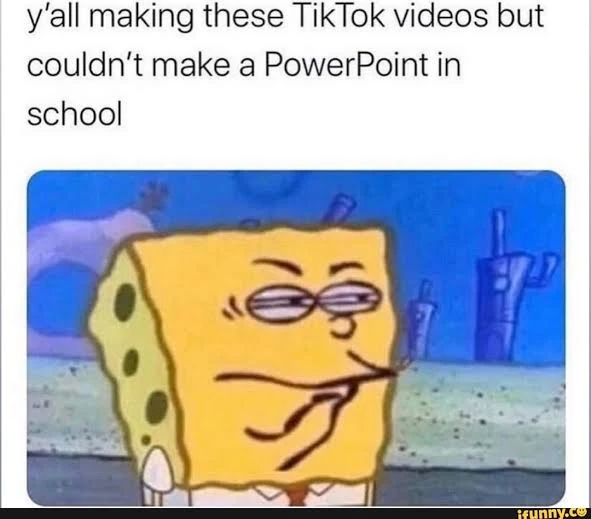 y'all making these TikTok videos but
couldn't make a PowerPoint in
school
ifunny.co